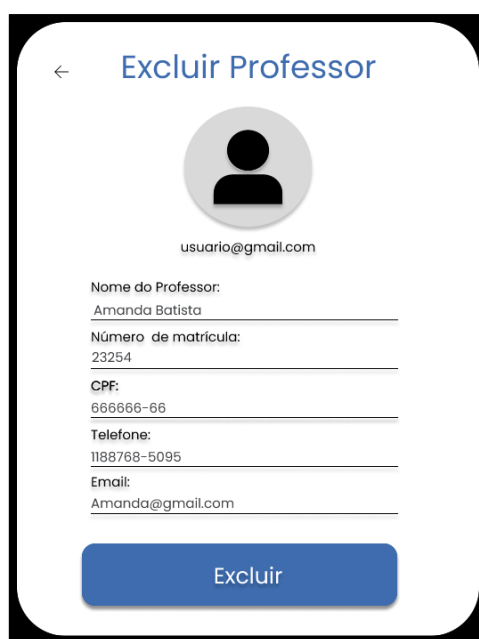 ← Excluir Professor
usuario@gmail.com
Nome do Professor:
Amanda Batista
Número de matrícula:
23254
CPF:
666666-66
Telefone:
1188768-5095
Email:
Amanda@gmail.com
Excluir